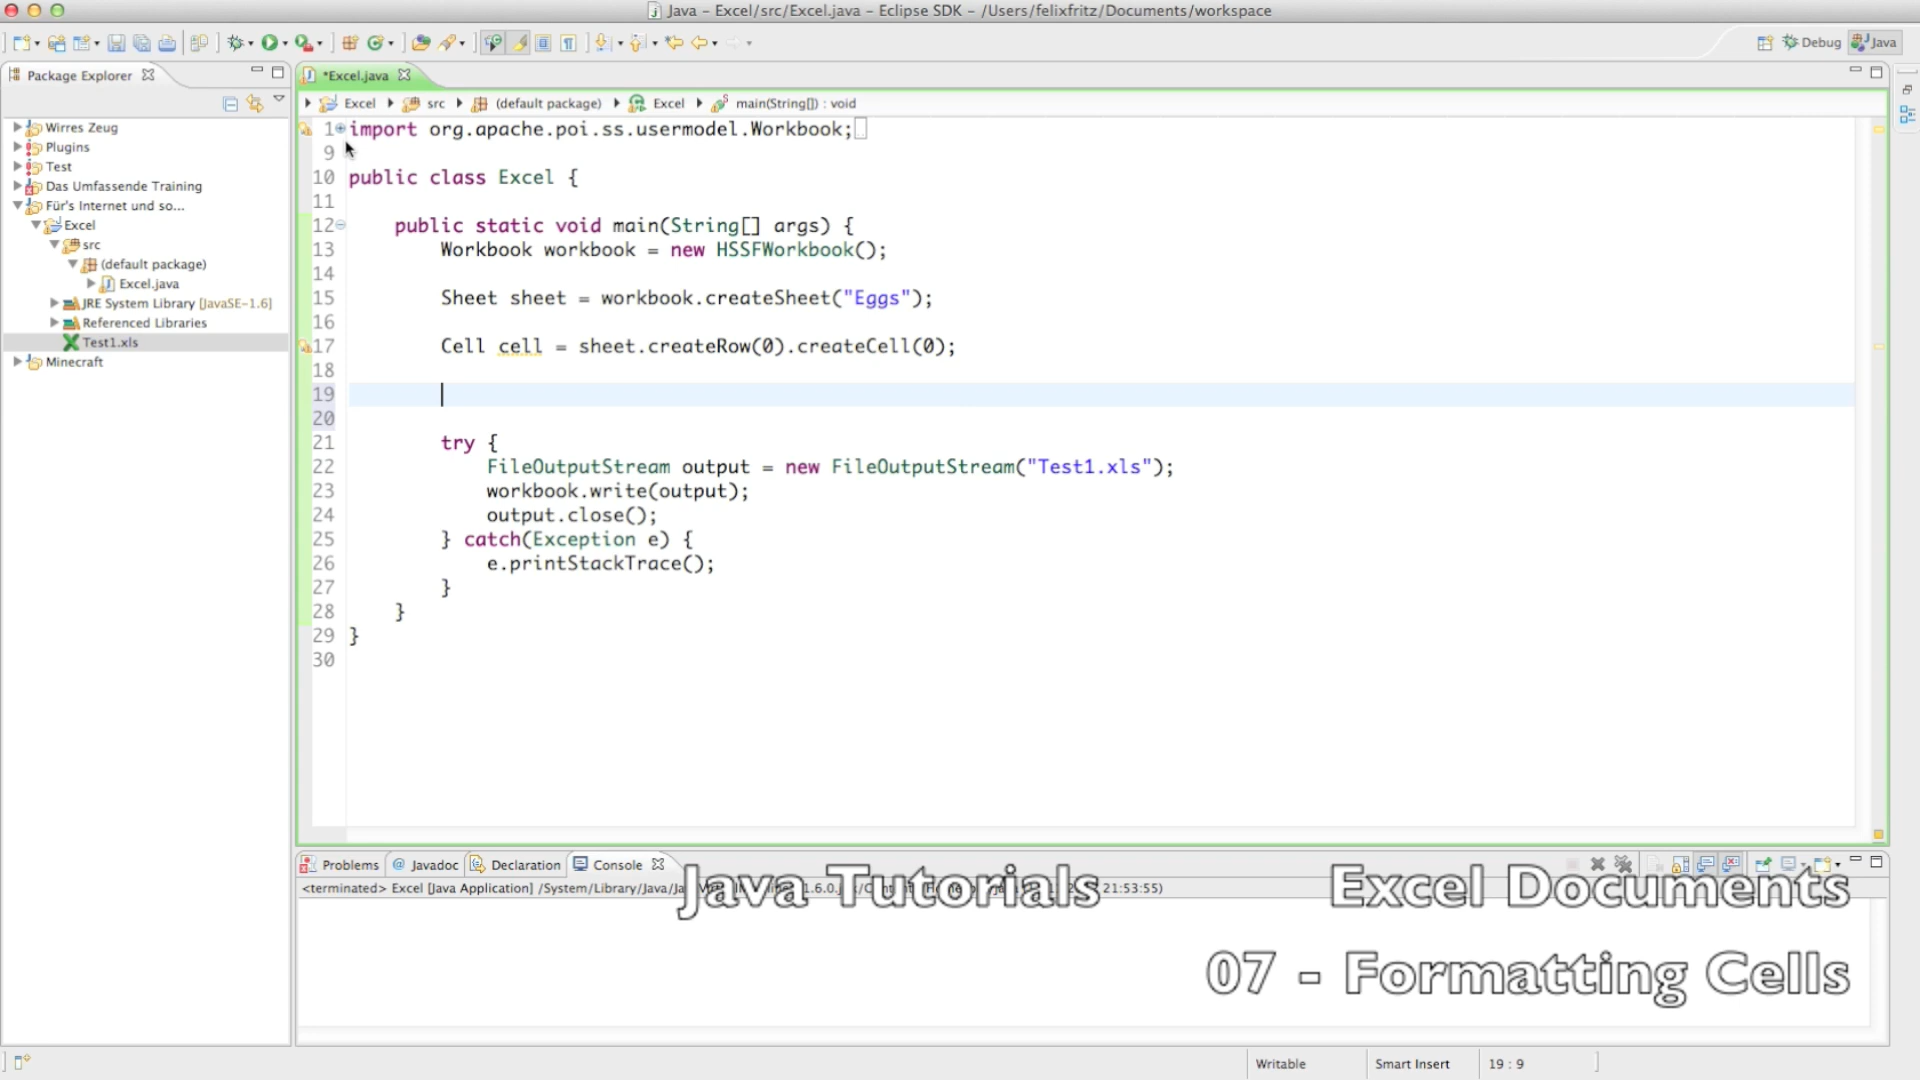 Java – Excel/src/Excel.java – Eclipse SDK – /Users/felixfritz/Documents/workspace
Debug
Java
Package Explorer
*Excel.java
Excel
src
(default package)
Excel
main(String[]) : void
Wirres Zeug
Plugins
Test
Das Umfassende Training
Für's Internet und so...
Excel
src
(default package)
Excel.java
JRE System Library [JavaSE-1.6]
Referenced Libraries
Test1.xls
Minecraft
1 import org.apache.poi.ss.usermodel.Workbook;
9
10 public class Excel {
11
12 public static void main(String[] args) {
13 Workbook workbook = new HSSFWorkbook();
14
15 Sheet sheet = workbook.createSheet("Eggs");
16
17 Cell cell = sheet.createRow(0).createCell(0);
18
19
20
21 try {
22 FileOutputStream output = new FileOutputStream("Test1.xls");
23 workbook.write(output);
24 output.close();
25 } catch(Exception e) {
26 e.printStackTrace();
27 }
28 }
29 }
30
Problems
Javadoc
Declaration
Console
<terminated> Excel [Java Application] /System/Library/Java/Ja 21:53:55)
Java Tutorials
Excel Documents
07 - Formatting Cells
Writable
Smart Insert
19 : 9